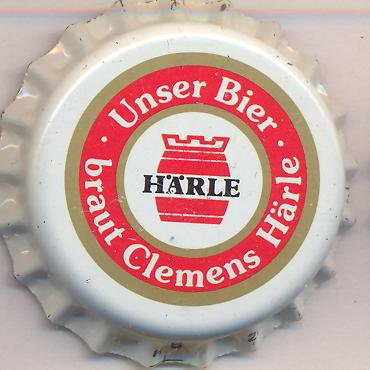 · Unser Bier ·
braut Clemens Härle
HÄRLE